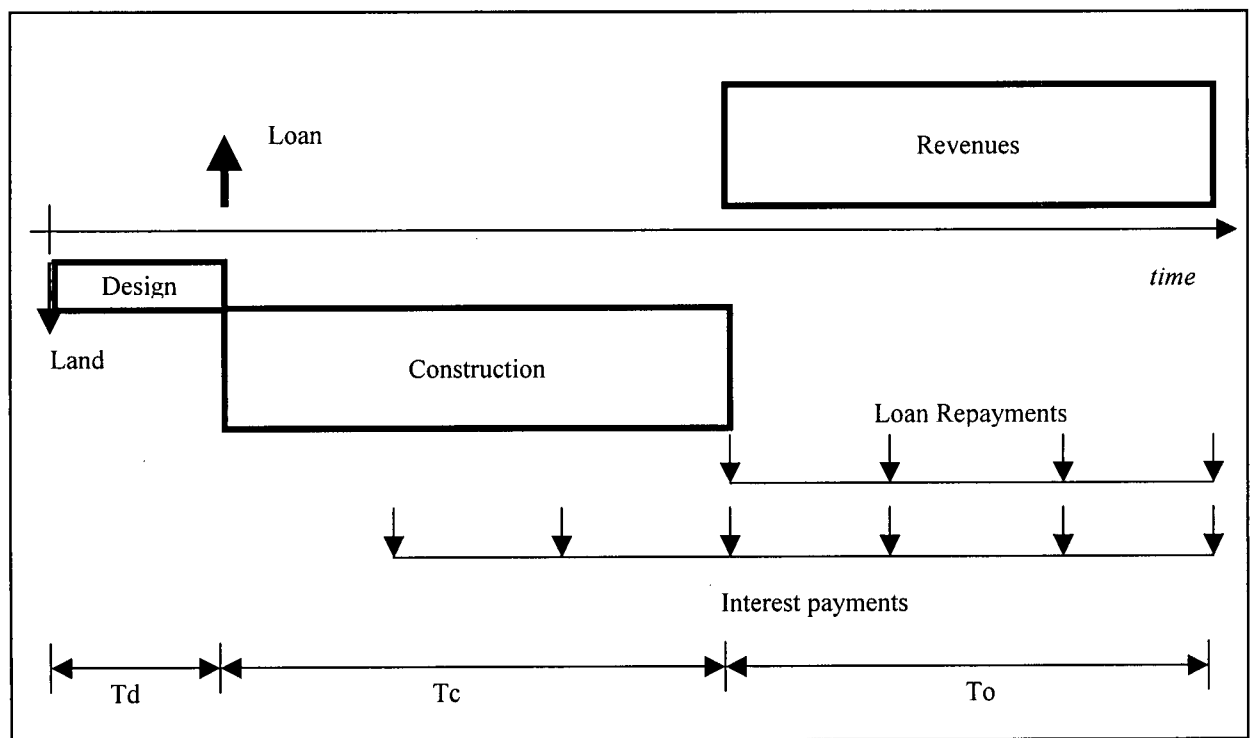 Loan
Revenues
Design
time
Land
Construction
Loan Repayments
Interest payments
Td
Tc
To